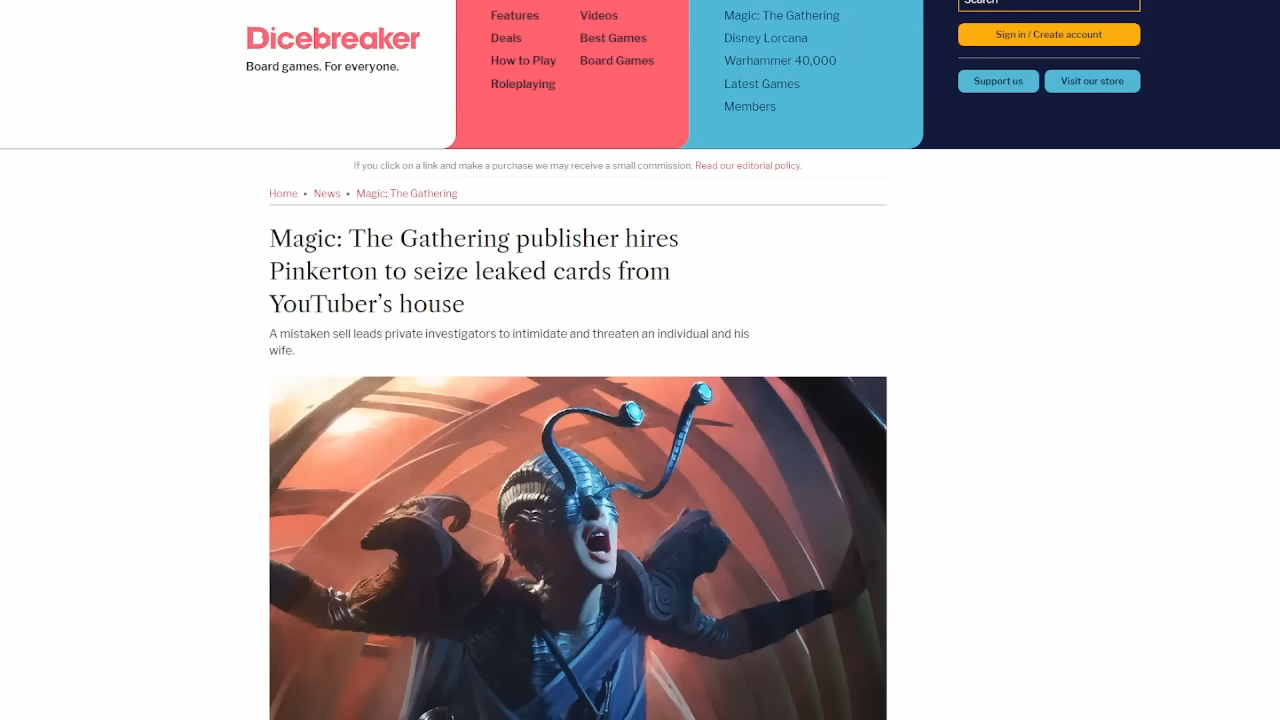 Dicebreaker
Board games. For everyone.
Features
Deals
How to Play
Roleplaying
Videos
Best Games
Board Games
Magic: The Gathering
Disney Lorcana
Warhammer 40,000
Latest Games
Members
Search
Sign in / Create account
Support us
Visit our store
If you click on a link and make a purchase we may receive a small commission. Read our editorial policy.
Home ▸ News ▸ Magic: The Gathering
Magic: The Gathering publisher hires
Pinkerton to seize leaked cards from
YouTuber’s house
A mistaken sell leads private investigators to intimidate and threaten an individual and his
wife.